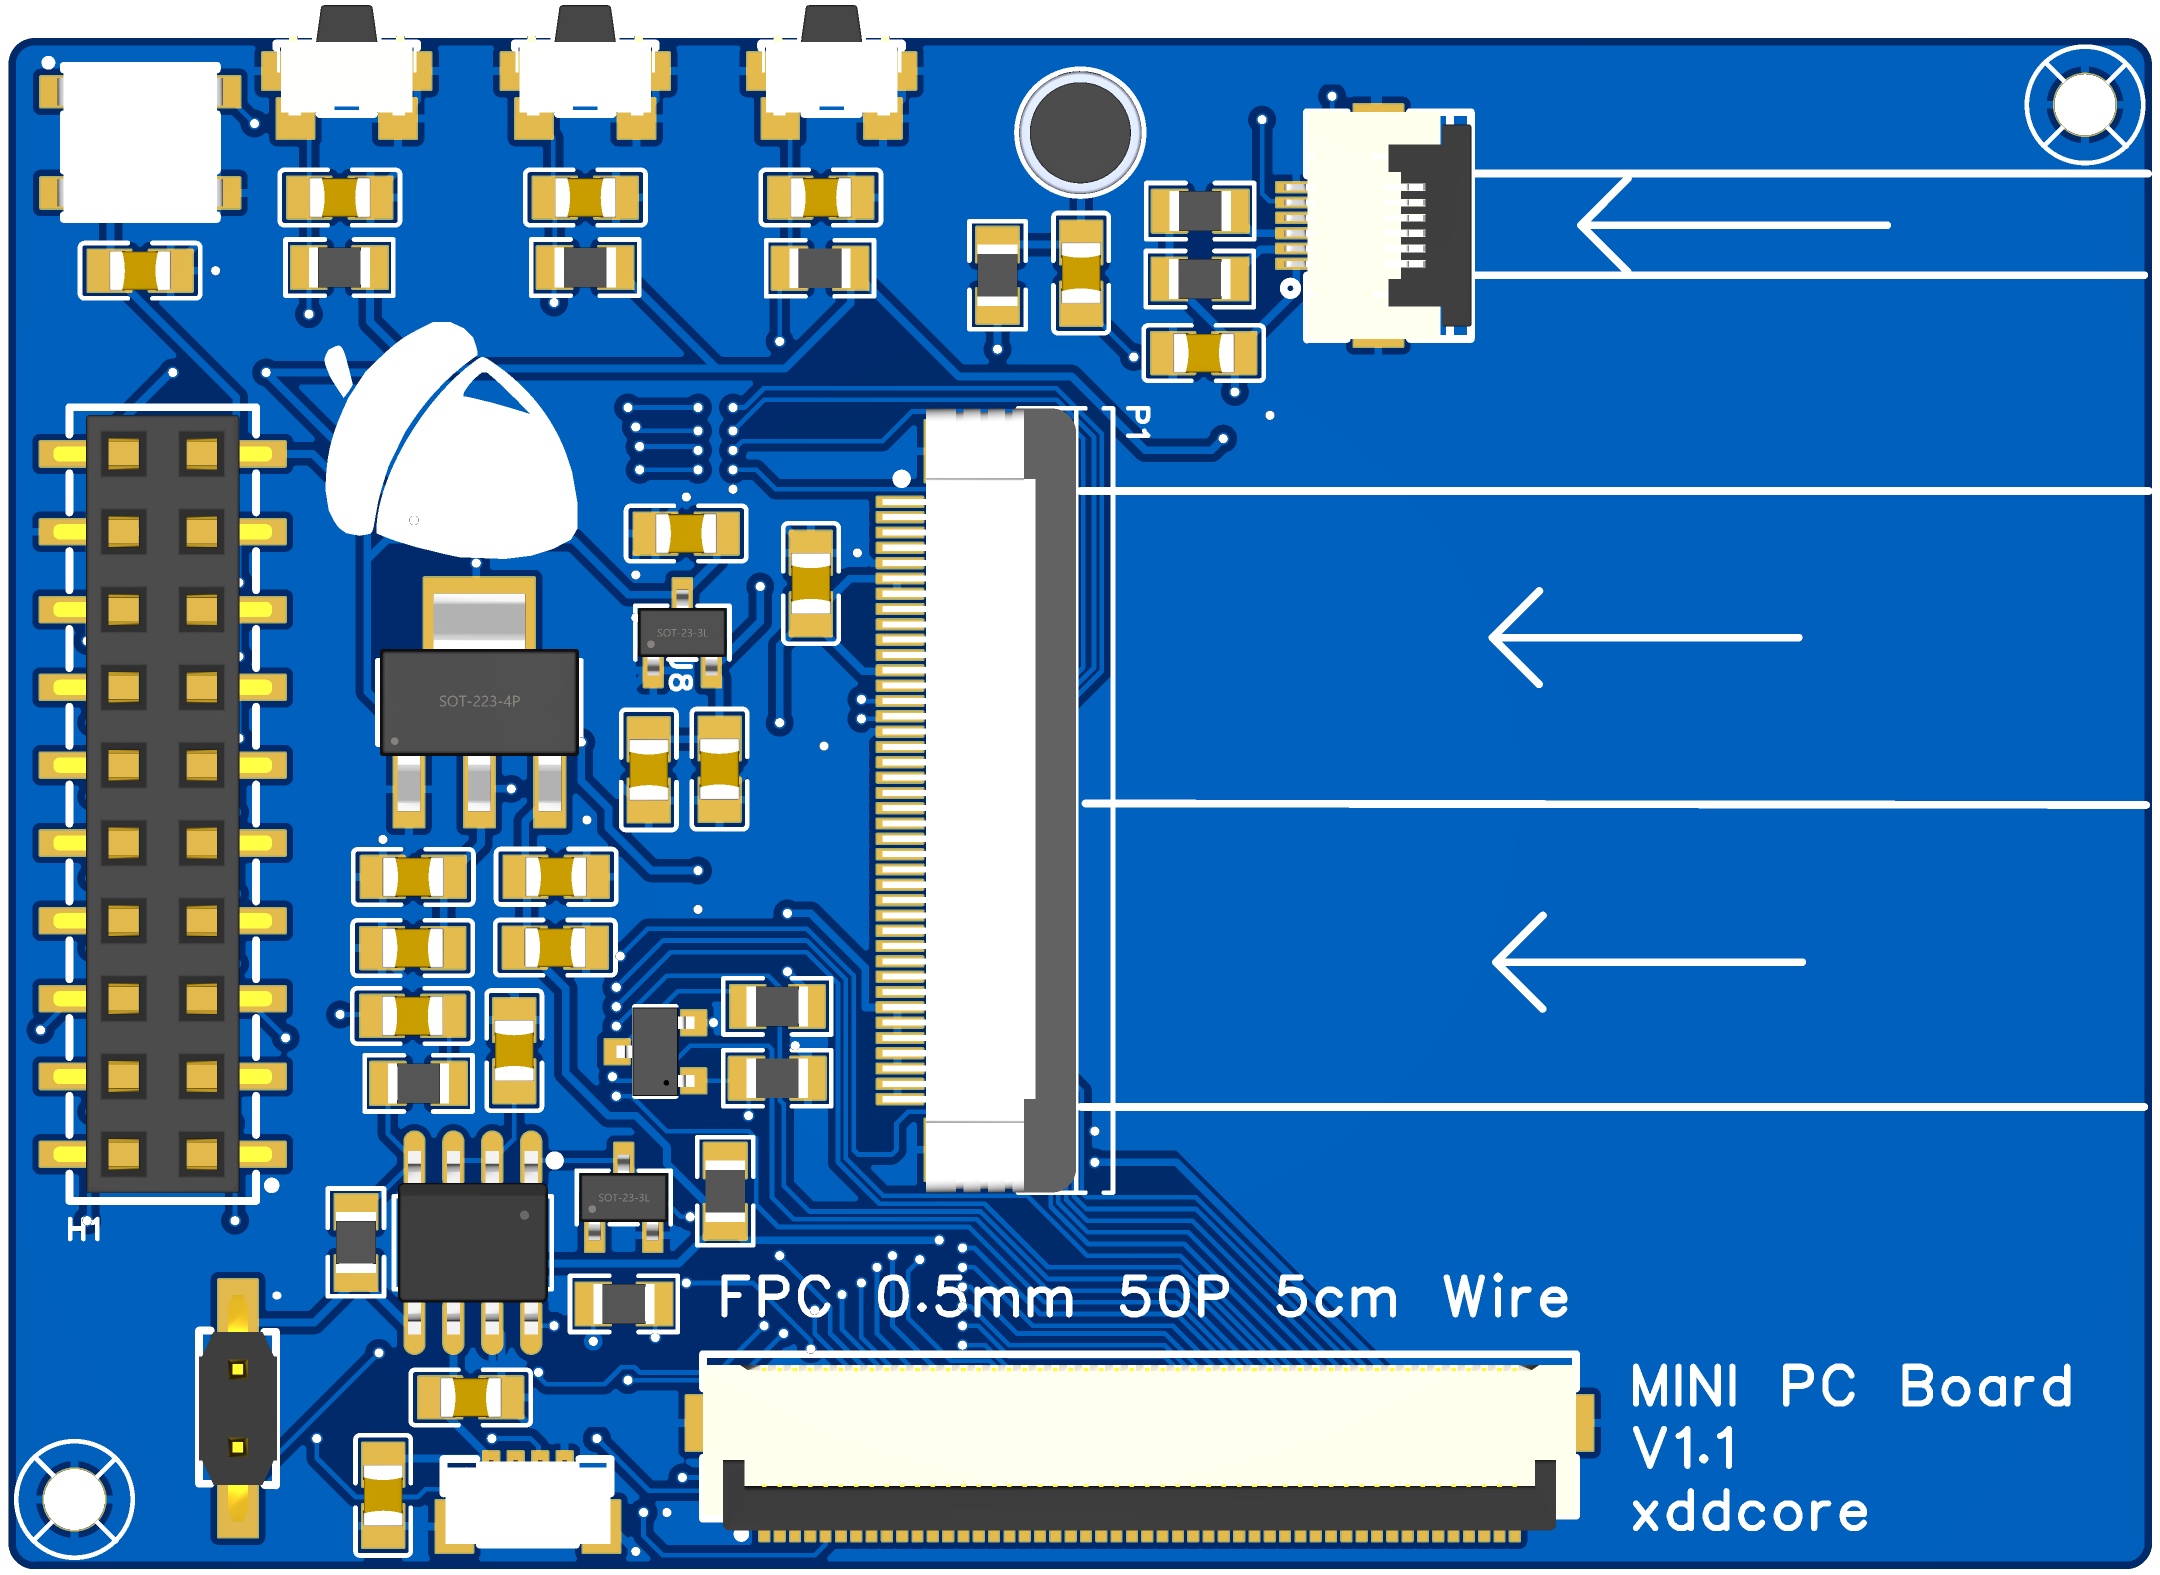 P1
SOT-23-3L
SOT-223-4P
SOT-23-3L
H1
FPC 0.5mm 50P 5cm Wire
MINI PC Board
V1.1
xddcore